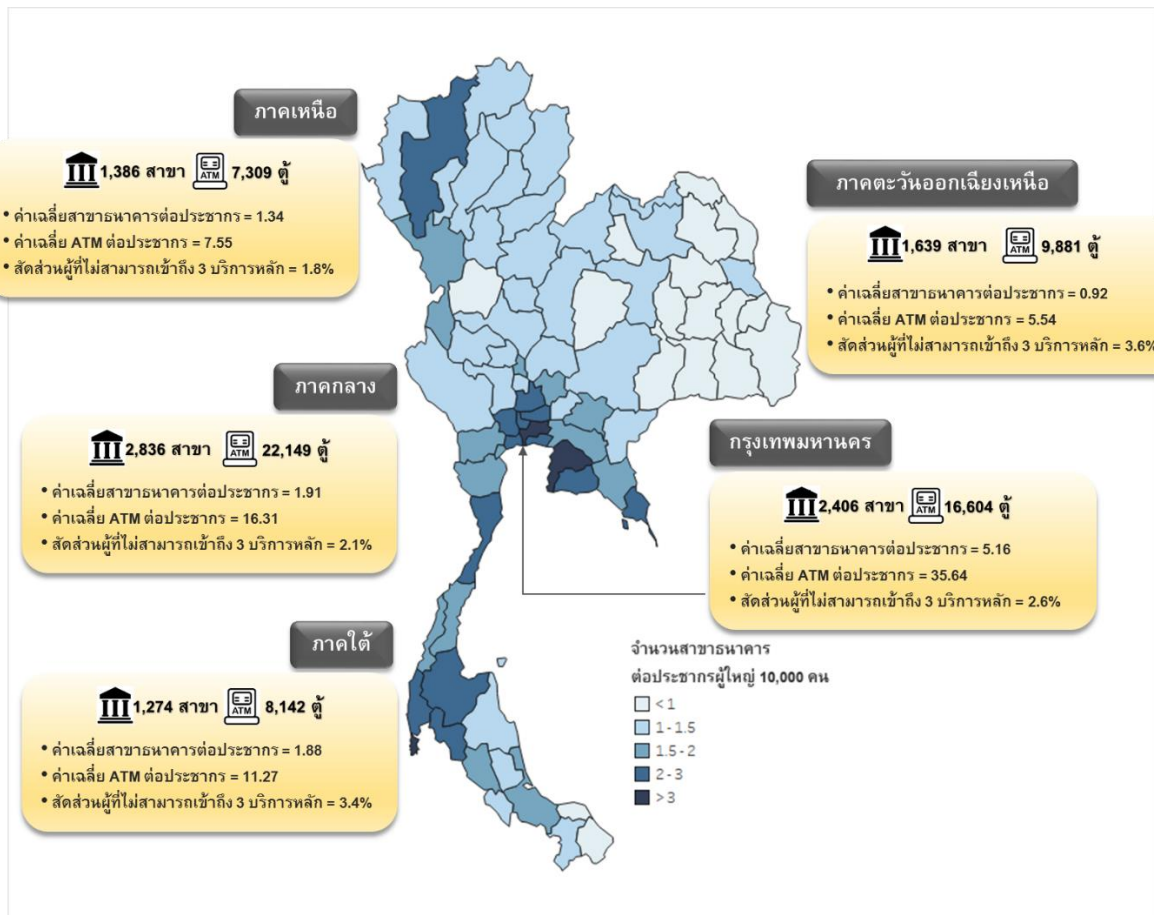 ภาคเหนือ
1,386 สาขา ATM 7,309 ตู้
• ค่าเฉลี่ยสาขาธนาคารต่อประชากร = 1.34
• ค่าเฉลี่ย ATM ต่อประชากร = 7.55
• สัดส่วนผู้ที่ไม่สามารถเข้าถึง 3 บริการหลัก = 1.8%
ภาคตะวันออกเฉียงเหนือ
1,639 สาขา ATM 9,881 ตู้
• ค่าเฉลี่ยสาขาธนาคารต่อประชากร = 0.92
• ค่าเฉลี่ย ATM ต่อประชากร = 5.54
• สัดส่วนผู้ที่ไม่สามารถเข้าถึง 3 บริการหลัก = 3.6%
ภาคกลาง
2,836 สาขา ATM 22,149 ตู้
• ค่าเฉลี่ยสาขาธนาคารต่อประชากร = 1.91
• ค่าเฉลี่ย ATM ต่อประชากร = 16.31
• สัดส่วนผู้ที่ไม่สามารถเข้าถึง 3 บริการหลัก = 2.1%
กรุงเทพมหานคร
2,406 สาขา ATM 16,604 ตู้
• ค่าเฉลี่ยสาขาธนาคารต่อประชากร = 5.16
• ค่าเฉลี่ย ATM ต่อประชากร = 35.64
• สัดส่วนผู้ที่ไม่สามารถเข้าถึง 3 บริการหลัก = 2.6%
ภาคใต้
1,274 สาขา ATM 8,142 ตู้
• ค่าเฉลี่ยสาขาธนาคารต่อประชากร = 1.88
• ค่าเฉลี่ย ATM ต่อประชากร = 11.27
• สัดส่วนผู้ที่ไม่สามารถเข้าถึง 3 บริการหลัก = 3.4%
จำนวนสาขาธนาคาร
ต่อประชากรผู้ใหญ่ 10,000 คน
<1
1-1.5
1.5-2
2-3
>3